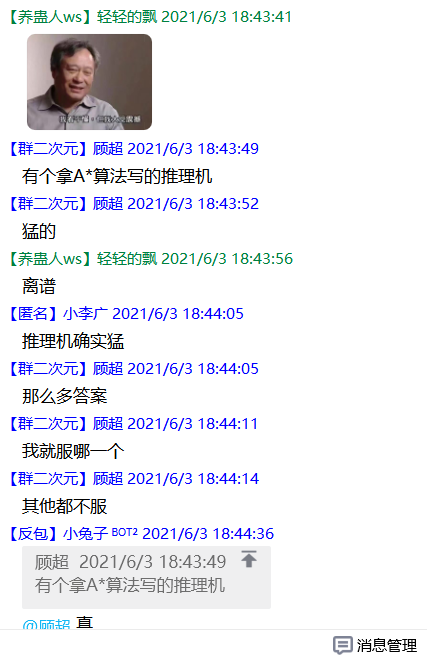 【养蛊人ws】轻轻的飘 2021/6/3 18:43:41
【群二次元】顾超 2021/6/3 18:43:49
有个拿A*算法写的推理机
【群二次元】顾超 2021/6/3 18:43:52
猛的
【养蛊人ws】轻轻的飘 2021/6/3 18:43:56
离谱
【匿名】小李广 2021/6/3 18:44:05
推理机确实猛
【群二次元】顾超 2021/6/3 18:44:05
那么多答案
【群二次元】顾超 2021/6/3 18:44:11
我就服哪一个
【群二次元】顾超 2021/6/3 18:44:14
其他都不服
【反包】小兔子 BOT2 2021/6/3 18:44:36
顾超 2021/6/3 18:43:49
有个拿A*算法写的推理机
@顾超
消息管理